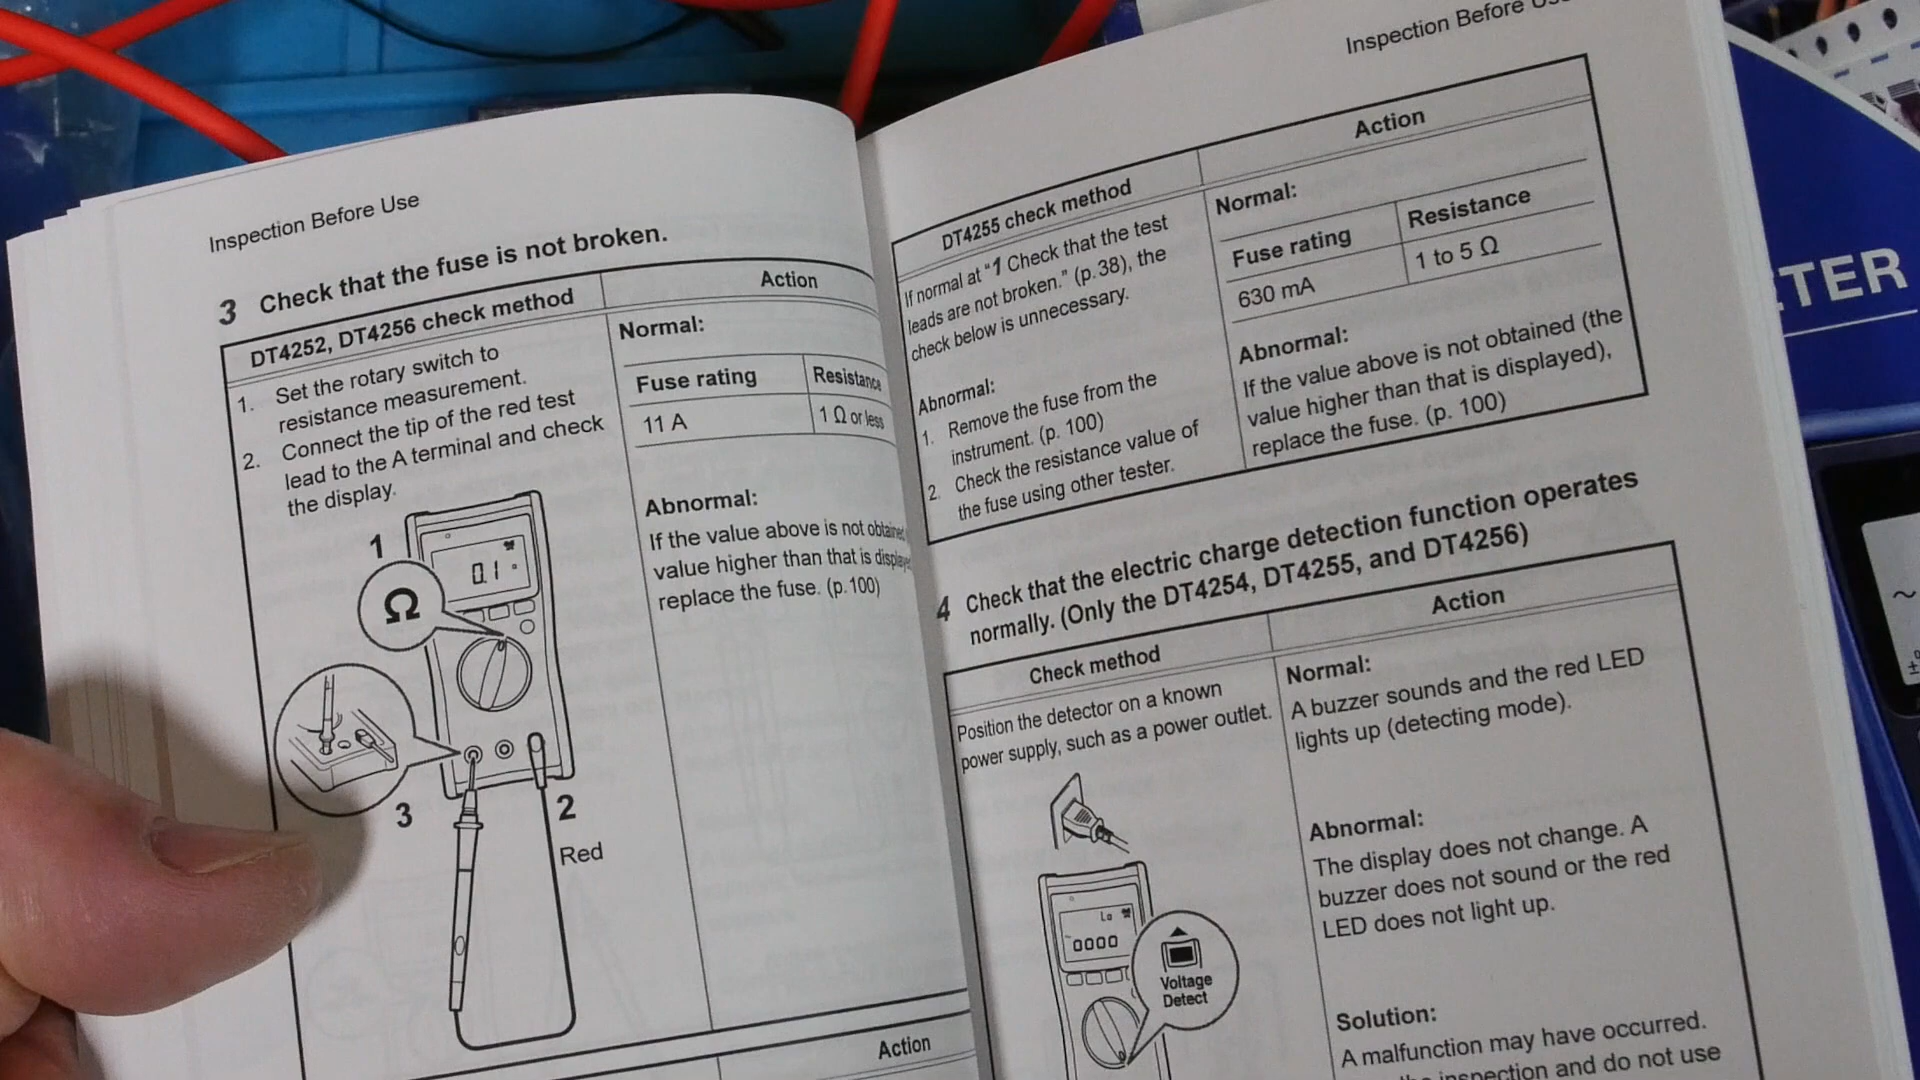 Inspection Before Use
3 Check that the fuse is not broken.
DT4252, DT4256 check method
Action
1. Set the rotary switch to
resistance measurement.
2. Connect the tip of the red test
lead to the A terminal and check
the display.
1
0.1
Ω
3
2
Red
Normal:
Fuse rating
Resistance
11 A
1 Ω or less
Abnormal:
If the value above is not obtained
value higher than that is
replace the fuse. (p. 100)
Action
Inspection Before
DT4255 check method
Action
If normal at “1 Check that the test
leads are not broken.” (p.38), the
check below is unnecessary.
Abnormal:
1. Remove the fuse from the
instrument. (p. 100)
2. Check the resistance value of
the fuse using other tester.
Normal:
Fuse rating
Resistance
630 mA
1 to 5 Ω
Abnormal:
If the value above is not obtained (the
value higher than that is displayed),
replace the fuse. (p. 100)
4 Check that the electric charge detection function operates
normally. (Only the DT4254, DT4255, and DT4256)
Check method
Action
Position the detector on a known
power supply, such as a power outlet.
Lo
0000
Voltage
Detect
Normal:
A buzzer sounds and the red LED
lights up (detecting mode).
Abnormal:
The display does not change. A
buzzer does not sound or the red
LED does not light up.
Solution:
A malfunction may have occurred.
inspection and do not use
TER
~